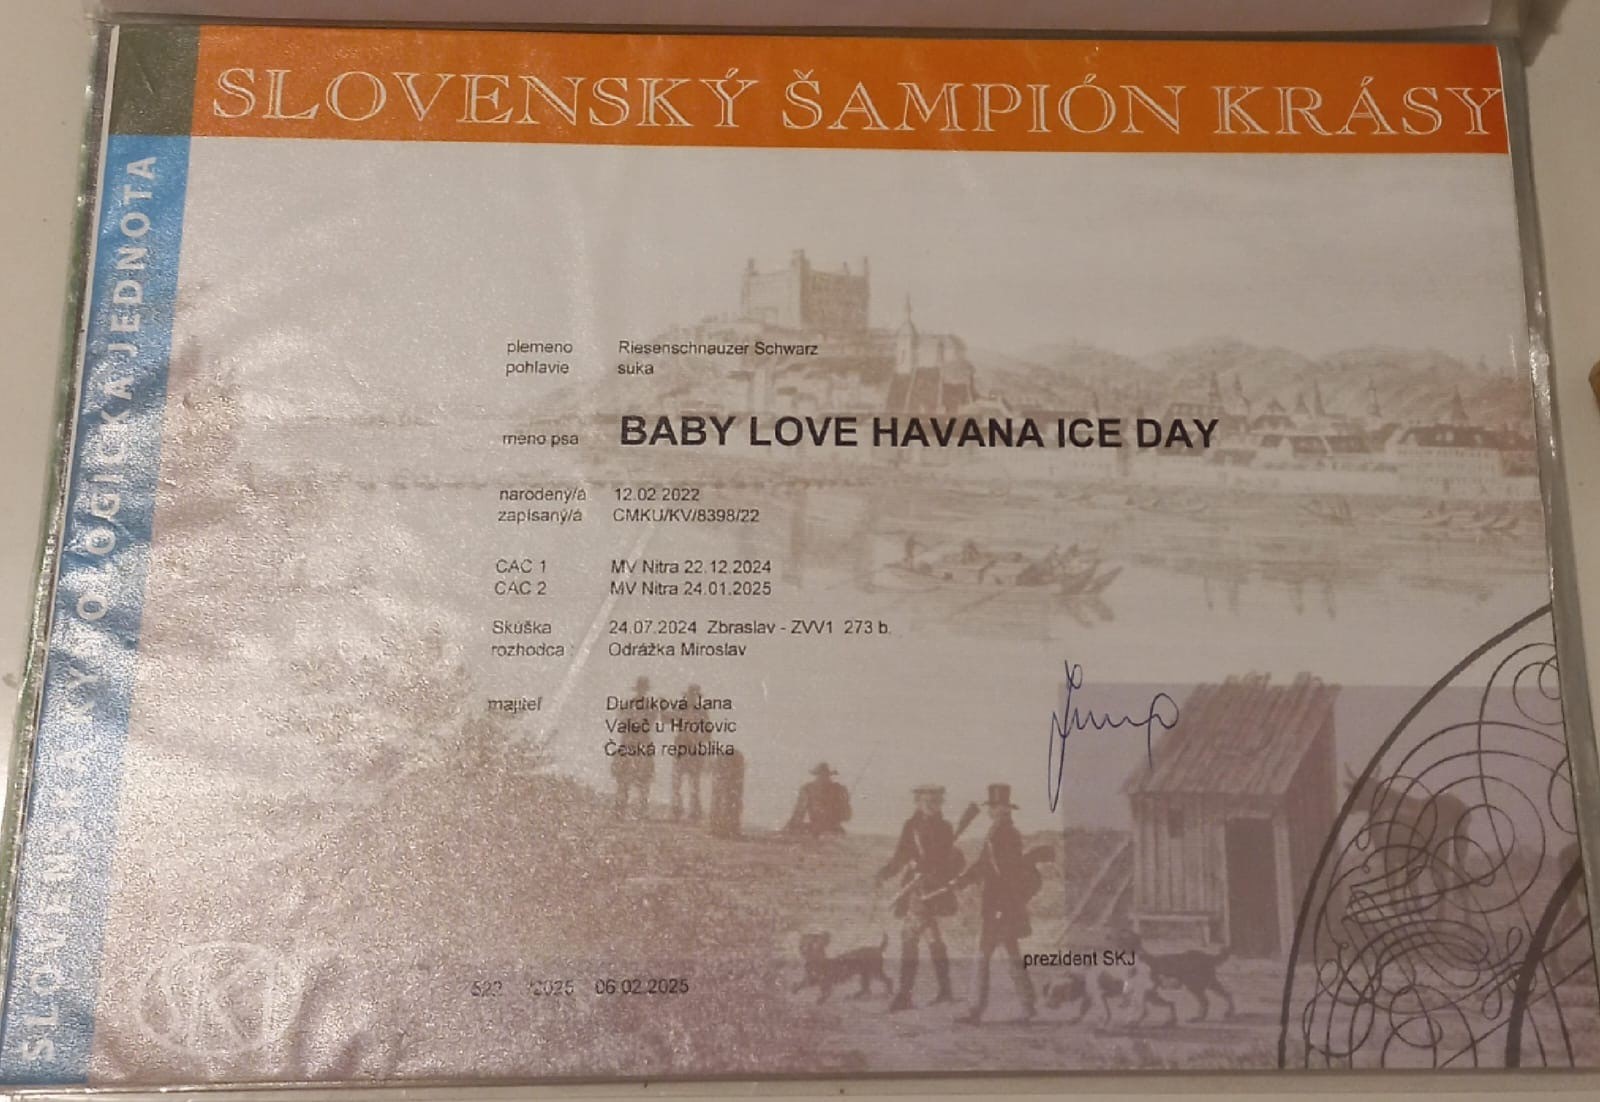 SLOVENSKÝ ŠAMPIÓN KRÁSY
SLOVENSKÁ KYNOLOGICKÁ JEDNOTA
plemeno Riesenschnauzer Schwarz
pohlavie suka
meno psa BABY LOVE HAVANA ICE DAY
narodený/á 12.02 2022
zapísaný/á CMKU/KV/8398/22
CAC 1 MV Nitra 22.12.2024
CAC 2 MV Nitra 24.01.2025
Skúška 24.07.2024 Zbraslav - ZVV1 273 b.
rozhodca : Odrážka Miroslav
majiteľ Durdíková Jana
Valeč u Hrotovic
Česká republika
prezident SKJ
/2025 06.02.2025